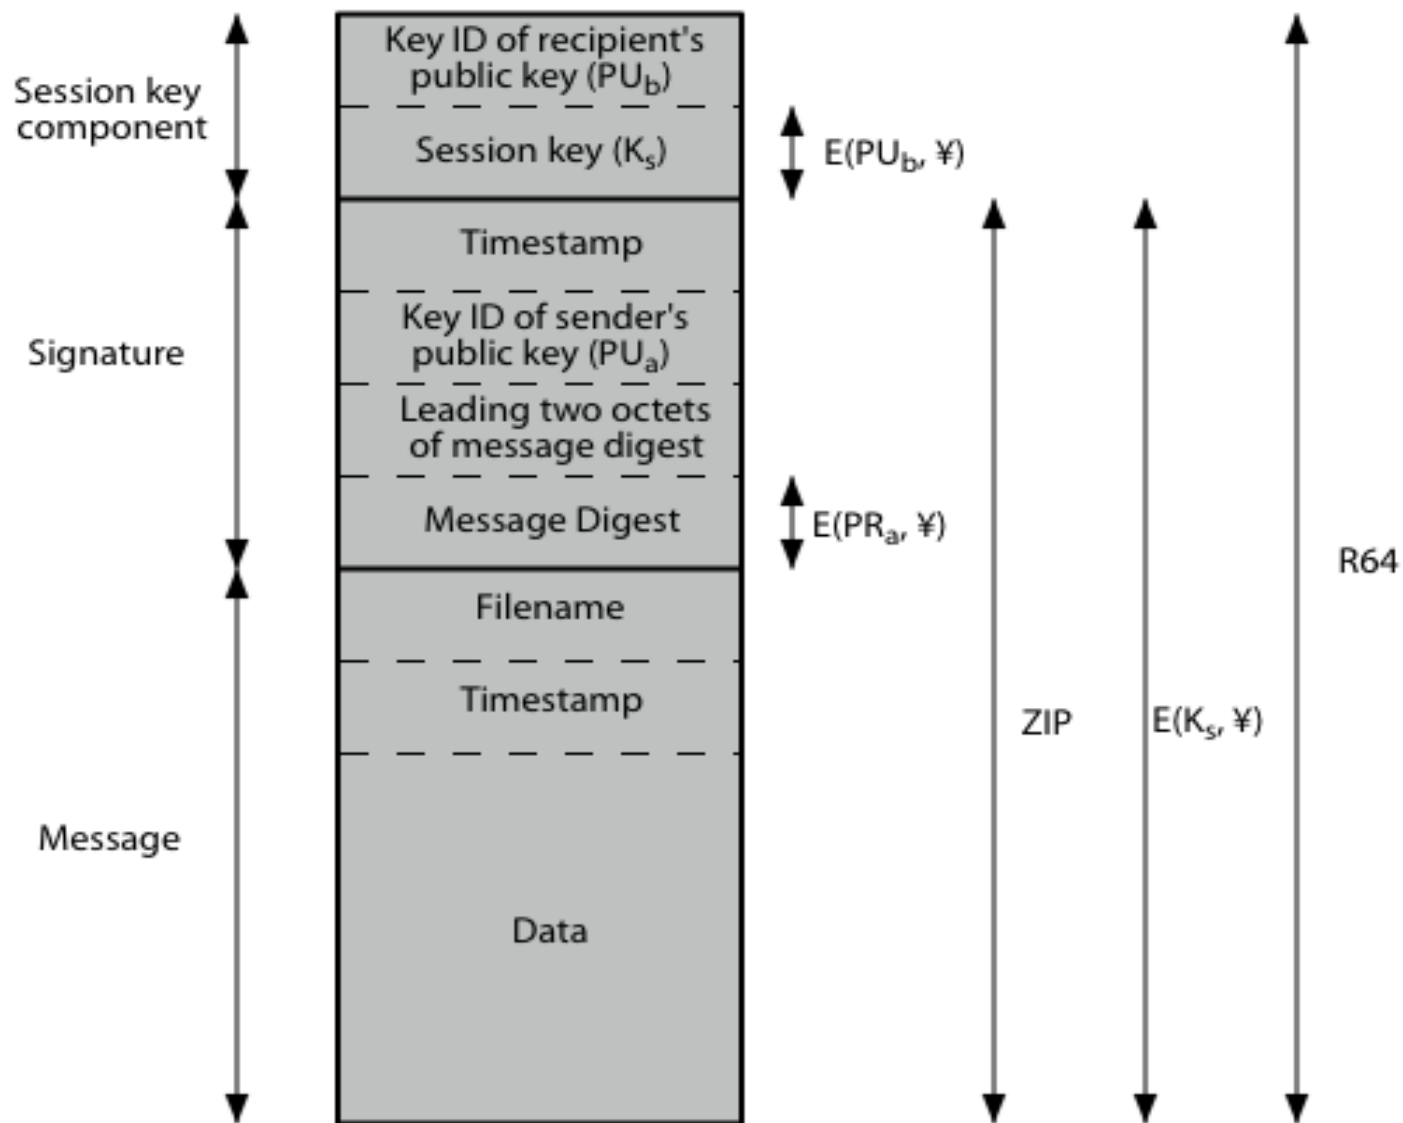 Key ID of recipient's
public key (PUb)
Session key
component
Session key (Ks)
E(PUb, ¥)
Timestamp
Key ID of sender's
public key (PUa)
Signature
Leading two octets
of message digest
Message Digest
E(PRa, ¥)
R64
Filename
Timestamp
ZIP
E(Ks, ¥)
Message
Data